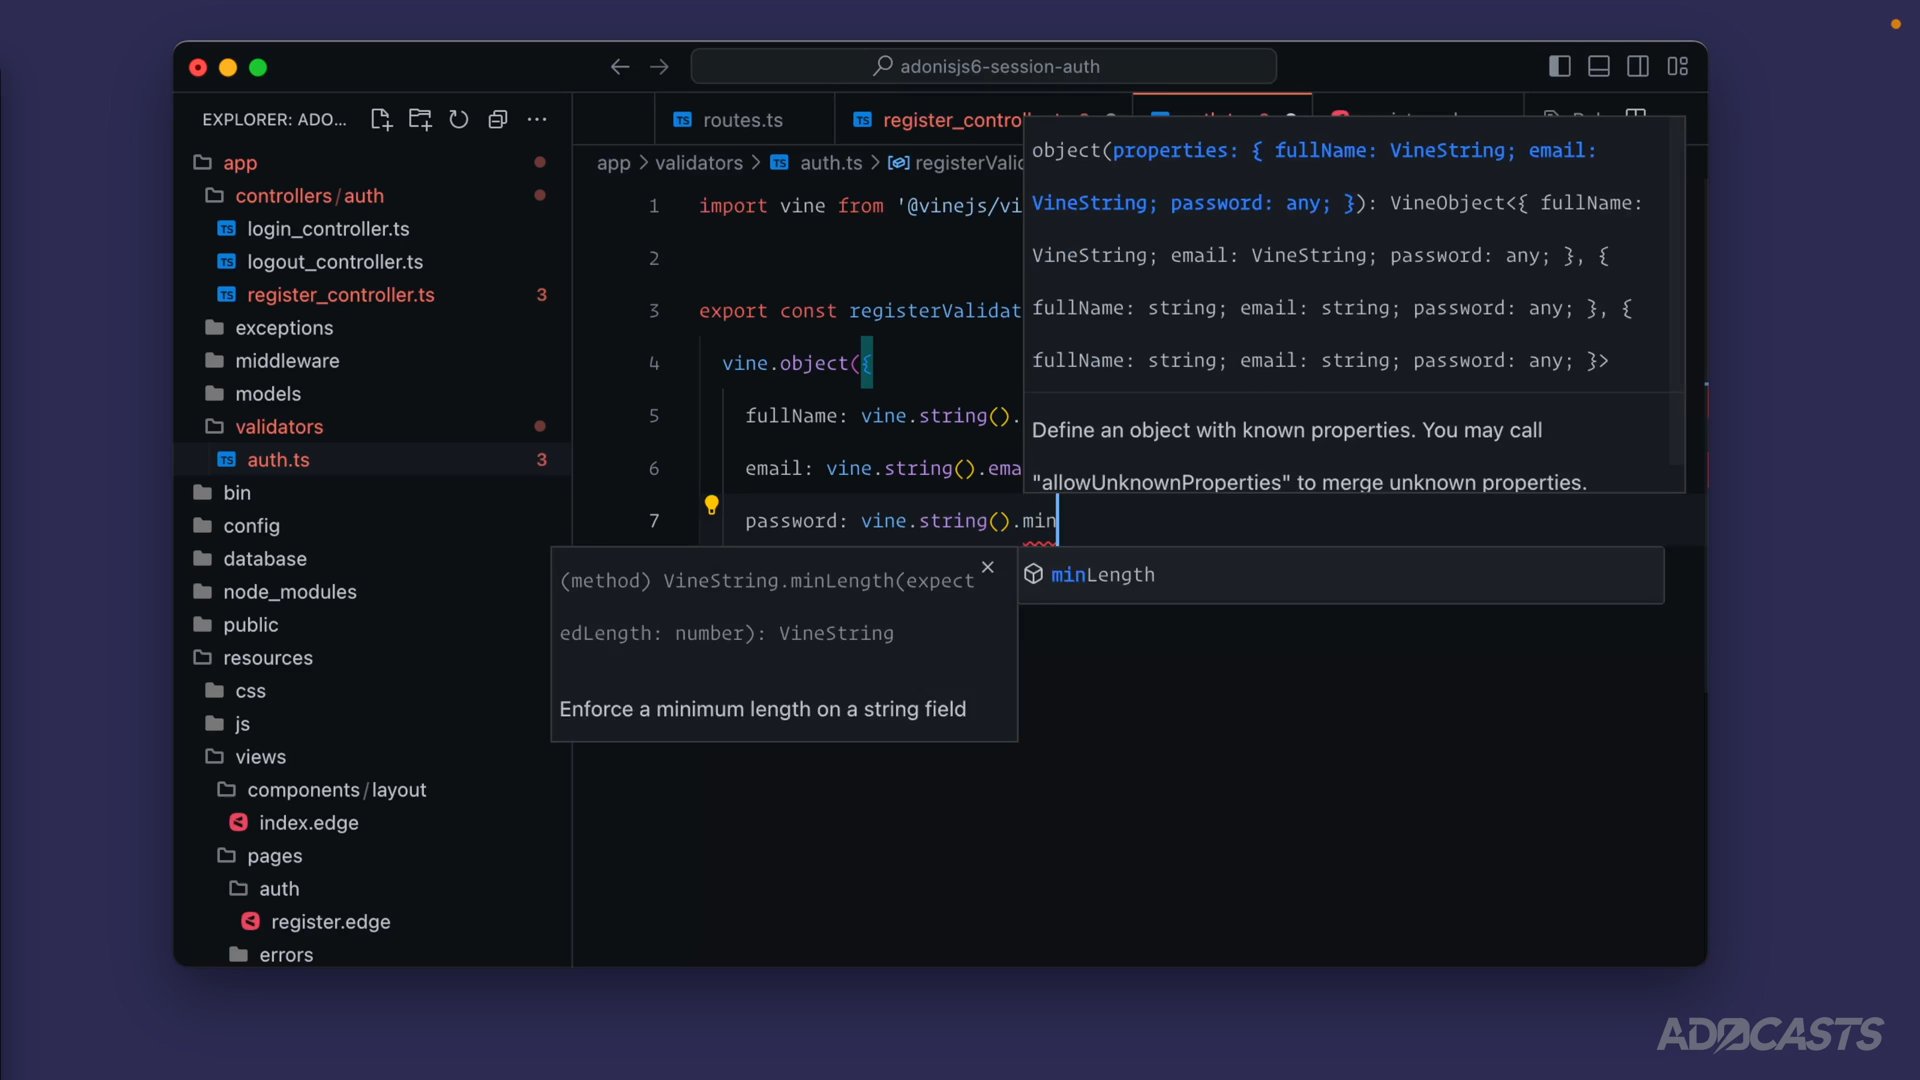 adonisjs6-session-auth
EXPLORER: ADO...
app
controllers/auth
login_controller.ts
logout_controller.ts
register_controller.ts 3
exceptions
middleware
models
validators
auth.ts 3
bin
config
database
node_modules
public
resources
css
js
views
components/layout
index.edge
pages
auth
register.edge
errors
TS routes.ts
TS
app > validators > TS auth.ts >
1 import vine from '@vinejs/
2
3 export const
4 vine.object({
5 fullName: vine.string().
6 email: vine.string().
7 password: vine.string().min
object(properties: { fullName: VineString; email:
VineString; password: any; }): VineObject<{ fullName:
VineString; email: VineString; password: any; }, {
fullName: string; email: string; password: any; }, {
fullName: string; email: string; password: any; }>
Define an object with known properties. You may call
"allowUnknownProperties" to merge unknown properties.
minLength
(method) VineString.minLength(expect
edLength: number): VineString
Enforce a minimum length on a string field
ADOCASTS